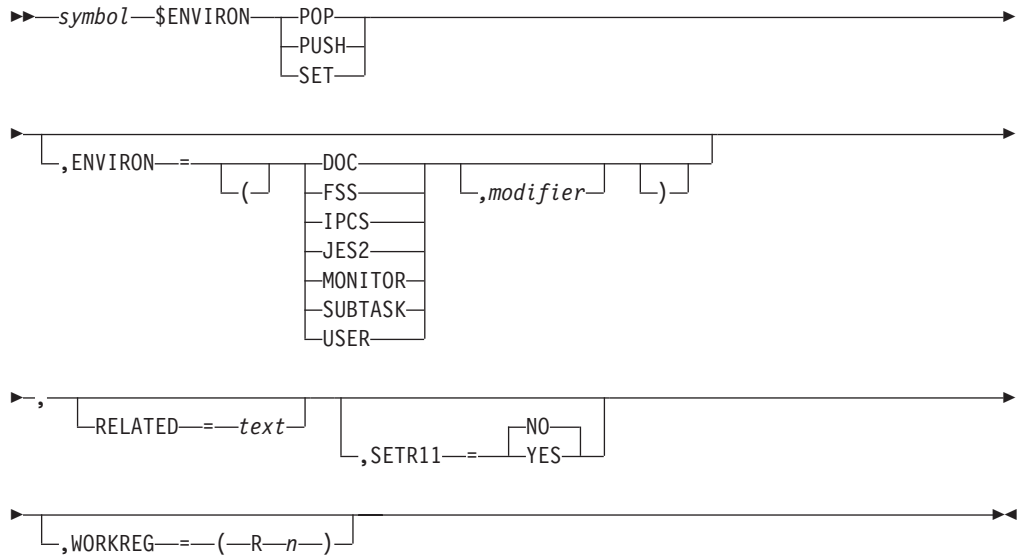 symbol $ENVIRON POP
PUSH
SET
,ENVIRON = ( DOC ,modifier )
FSS
IPCS
JES2
MONITOR
SUBTASK
USER
, RELATED = text ,SETR11 = NO
YES
,WORKREG = ( R n )